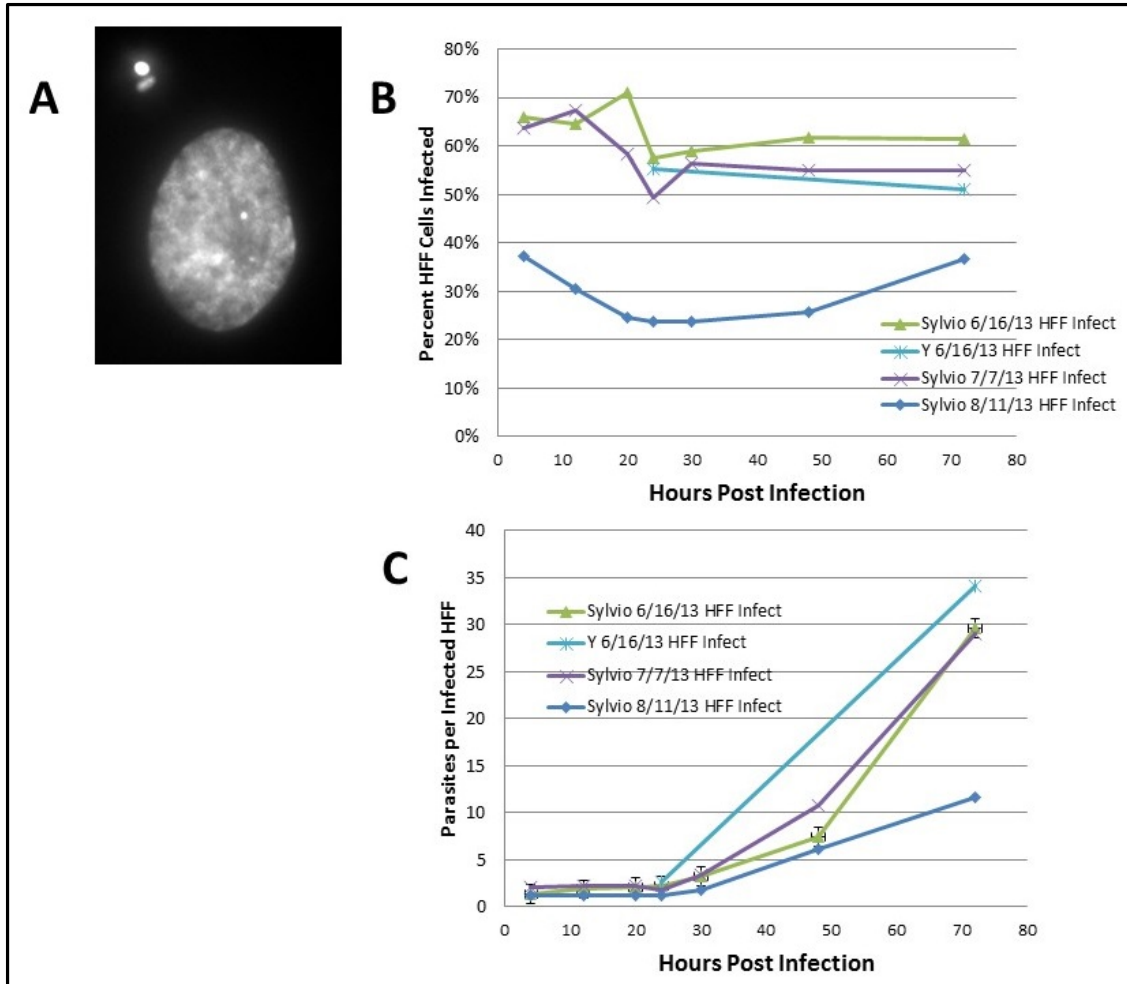 A
B
80%
70%
60%
50%
40%
30%
20%
10%
0%
Percent HFF Cells Infected
Sylvio 6/16/13 HFF Infect
Y 6/16/13 HFF Infect
Sylvio 7/7/13 HFF Infect
Sylvio 8/11/13 HFF Infect
0 10 20 30 40 50 60 70 80
Hours Post Infection
C
40
35
30
25
20
15
10
5
0
Parasites per Infected HFF
Sylvio 6/16/13 HFF Infect
Y 6/16/13 HFF Infect
Sylvio 7/7/13 HFF Infect
Sylvio 8/11/13 HFF Infect
0 10 20 30 40 50 60 70 80
Hours Post Infection